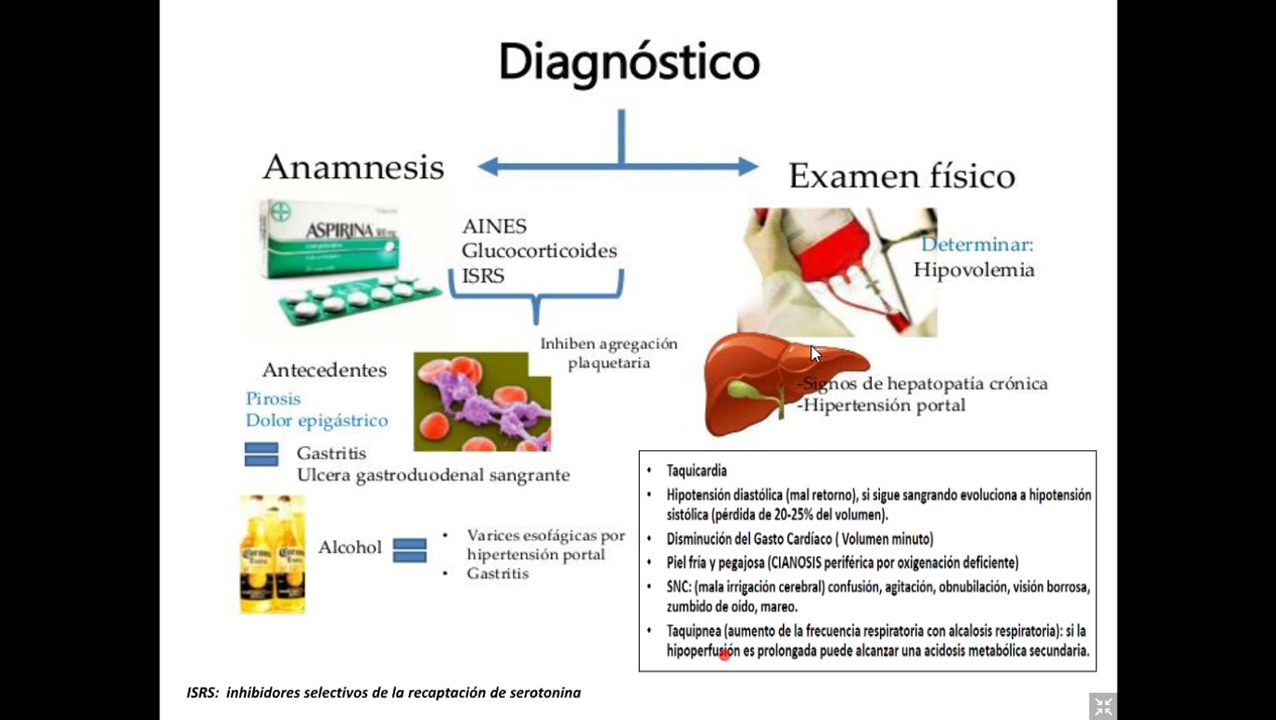 Diagnóstico
Anamnesis
ASPIRINA
AINES
Glucocorticoides
ISRS
Inhiben agregación
plaquetaria
Antecedentes
Pirosis
Dolor epigástrico
Gastritis
Ulcera gastroduodenal sangrante
Alcohol
• Varices esofágicas por
hipertensión portal
• Gastritis
Examen físico
Determinar:
Hipovolemia
-Signos de hepatopatía crónica
-Hipertensión portal
• Taquicardia
• Hipotensión diastólica (mal retorno), si sigue sangrando evoluciona a hipotensión
sistólica (pérdida de 20-25% del volumen).
• Disminución del Gasto Cardíaco ( Volumen minuto)
• Piel fría y pegajosa (CIANOSIS periférica por oxigenación deficiente)
• SNC: (mala irrigación cerebral) confusión, agitación, obnubilación, visión borrosa,
zumbido de oído, mareo.
• Taquipnea (aumento de la frecuencia respiratoria con alcalosis respiratoria): si la
hipoperfusión es prolongada puede alcanzar una acidosis metabólica secundaria.
ISRS: inhibidores selectivos de la recaptación de serotonina